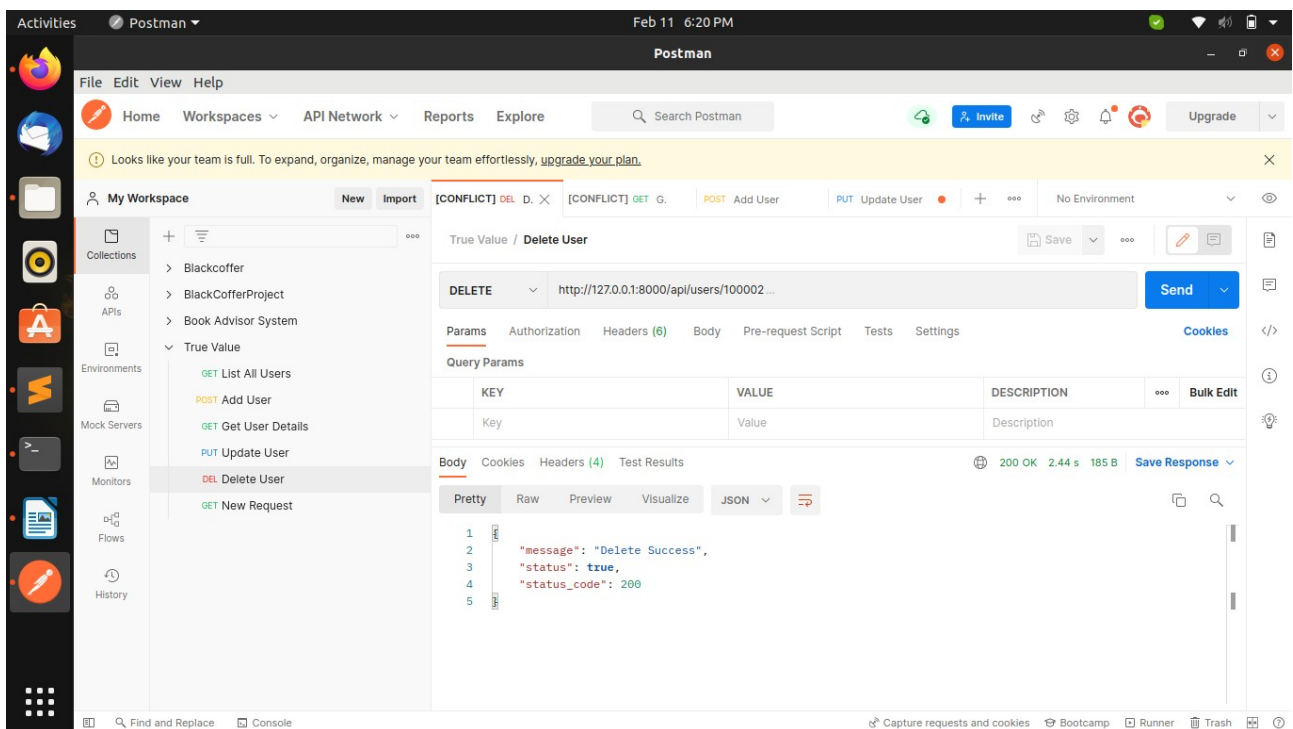 Activities Postman Feb 11 6:20 PM
Postman
File Edit View Help
Home Workspaces API Network Reports Explore Search Postman Invite Upgrade
Looks like your team is full. To expand, organize, manage your team effortlessly, upgrade your plan.
My Workspace New Import [CONFLICT] DEL D. [CONFLICT] GET G. POST Add User PUT Update User No Environment
Collections
APIs
Environments
Mock Servers
Monitors
Flows
History
Blackcoffer
BlackCofferProject
Book Advisor System
True Value
GET List All Users
POST Add User
GET Get User Details
PUT Update User
DEL Delete User
GET New Request
True Value / Delete User Save
DELETE http://127.0.0.1:8000/api/users/100002 ... Send
Params Authorization Headers (6) Body Pre-request Script Tests Settings Cookies
Query Params
KEY VALUE DESCRIPTION Bulk Edit
Key Value Description
Body Cookies Headers (4) Test Results 200 OK 2.44 s 185 B Save Response
Pretty Raw Preview Visualize JSON
1 {
2 "message": "Delete Success",
3 "status": true,
4 "status_code": 200
5 }
Find and Replace Console Capture requests and cookies Bootcamp Runner Trash